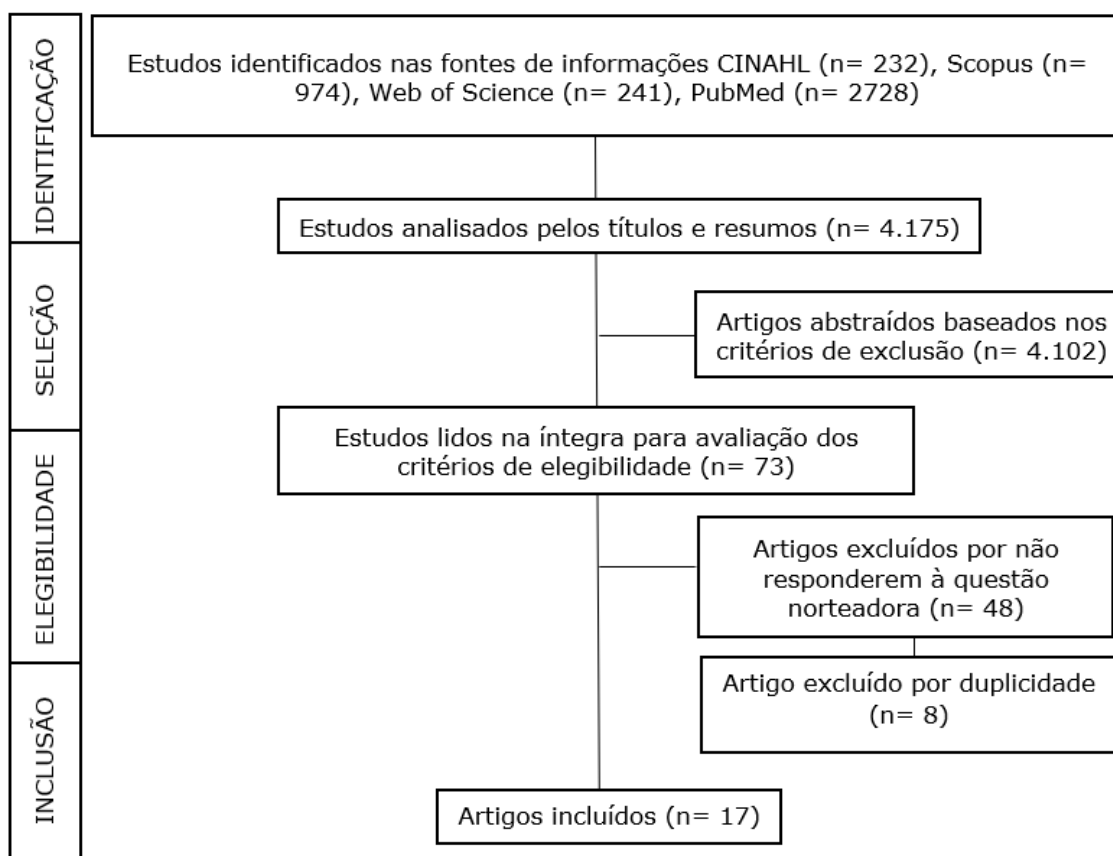 IDENTIFICAÇÃO
Estudos identificados nas fontes de informações CINAHL (n= 232), Scopus (n=
974), Web of Science (n= 241), PubMed (n= 2728)
Estudos analisados pelos títulos e resumos (n= 4.175)
SELEÇÃO
Artigos abstraídos baseados nos
critérios de exclusão (n= 4.102)
Estudos lidos na íntegra para avaliação dos
critérios de elegibilidade (n= 73)
ELEGIBILIDADE
Artigos excluídos por não
responderem à questão
norteadora (n= 48)
Artigo excluído por duplicidade
(n= 8)
INCLUSÃO
Artigos incluídos (n= 17)